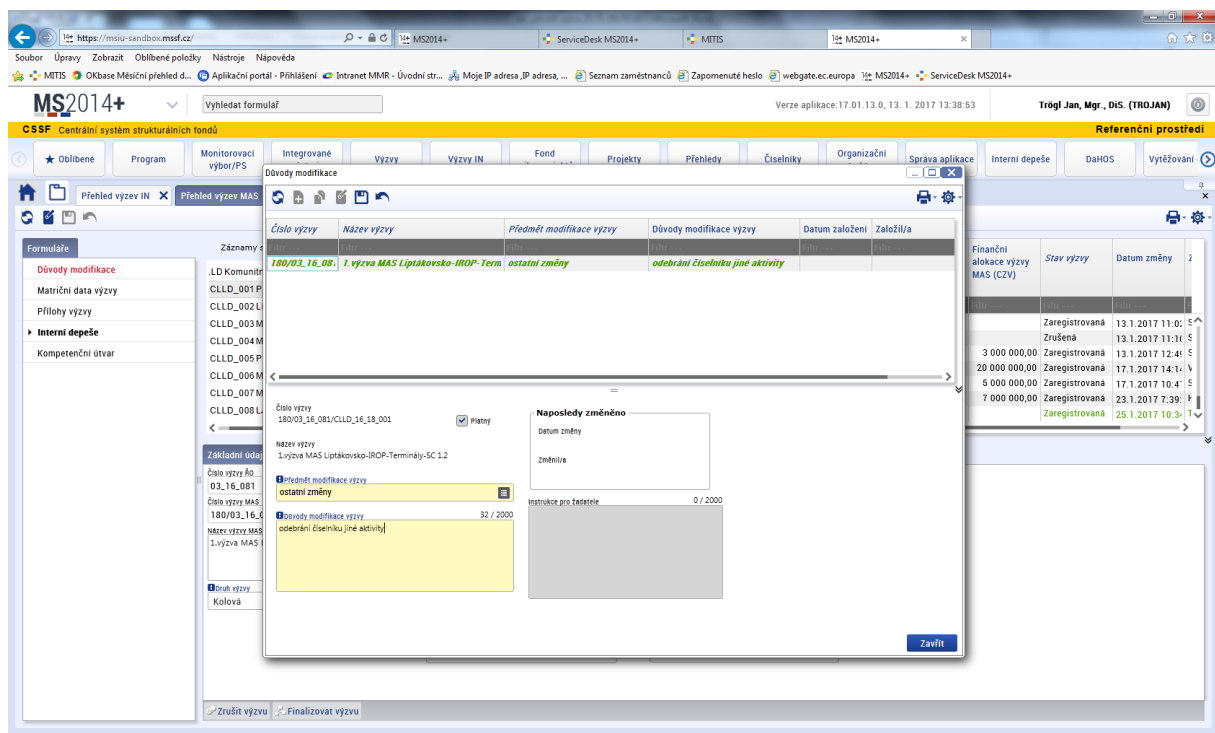 https://msiu-sandbox.mssf.cz/
MS2014+
ServiceDesk MS2014+
MITIS
MS2014+
Soubor Úpravy Zobrazit Oblíbené položky Nástroje Nápověda
MITIS OKbase Měsíční přehled d... Aplikační portál - Přihlášení Intranet MMR - Úvodní str... Moje IP adresa ,IP adresa, ... Seznam zaměstnanců Zapomenuté heslo webgate.ec.europa MS2014+ ServiceDesk MS2014+
MS2014+
Vyhledat formulář
Verze aplikace:17.01.13.0, 13. 1. 2017 13:38:53
Trögl Jan, Mgr., DiS. (TROJAN)
CSSF Centrální systém strukturálních fondů
Referenční prostředí
Oblíbené
Program
Monitorovací výbor/PS
Integrované
Výzvy
Výzvy IN
Fond
Projekty
Přehledy
Číselníky
Organizační
Správa aplikace
Interní depeše
DaHOS
Vytěžování
Přehled výzev IN
Přehled výzev MAS
Formuláře
Důvody modifikace
Matriční data výzvy
Přílohy výzvy
Interní depeše
Kompetenční útvar
Záznamy
.LD Komunitn
CLLD_001 P
CLLD_002 Li
CLLD_003 M
CLLD_004 M
CLLD_005 P
CLLD_006 M
CLLD_007 M
CLLD_008 L
Důvody modifikace
Číslo výzvy
Název výzvy
Předmět modifikace výzvy
Důvody modifikace výzvy
Datum založení
Založil/a
180/03_16_08
1.výzva MAS Liptákovsko-IROP-Term
ostatní změny
odebrání číselníku jiné aktivity
Číslo výzvy
180/03_16_081/CLLD_16_18_001
Platný
Název výzvy
1.výzva MAS Liptákovsko-IROP-Terminály-SC 1.2
Předmět modifikace výzvy
ostatní změny
Důvody modifikace výzvy
32 / 2000
odebrání číselníku jiné aktivity
Naposledy změněno
Datum změny
Změnil/a
Instrukce pro žadatele
0 / 2000
Zavřít
Finanční alokace výzvy MAS (CZV)
Stav výzvy
Datum změny
Zaregistrovaná 13.1.2017 11:02
Zrušená 13.1.2017 11:1
3 000 000,00 Zaregistrovaná 13.1.2017 12:4
20 000 000,00 Zaregistrovaná 17.1.2017 14:1
5 000 000,00 Zaregistrovaná 17.1.2017 10:4
7 000 000,00 Zaregistrovaná 23.1.2017 7:39
Zaregistrovaná 25.1.2017 10:3
Základní údaj
Číslo výzvy ŘO
03_16_081
Číslo výzvy MAS
180/03_16_0
Název výzvy MAS
1.výzva MAS
Druh výzvy
Kolová
Zrušit výzvu
Finalizovat výzvu